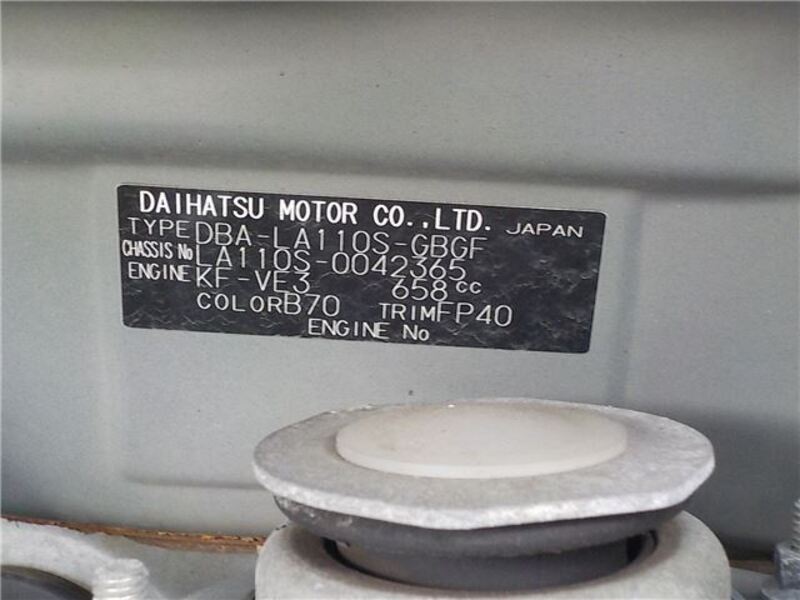 DAIHATSU MOTOR CO.,LTD. JAPAN
TYPE DBA-LA110S-GBGF
CHASSIS No LA110S-0042365
ENGINE KF-VE3 658cc
COLOR B70 TRIM FP40
ENGINE No